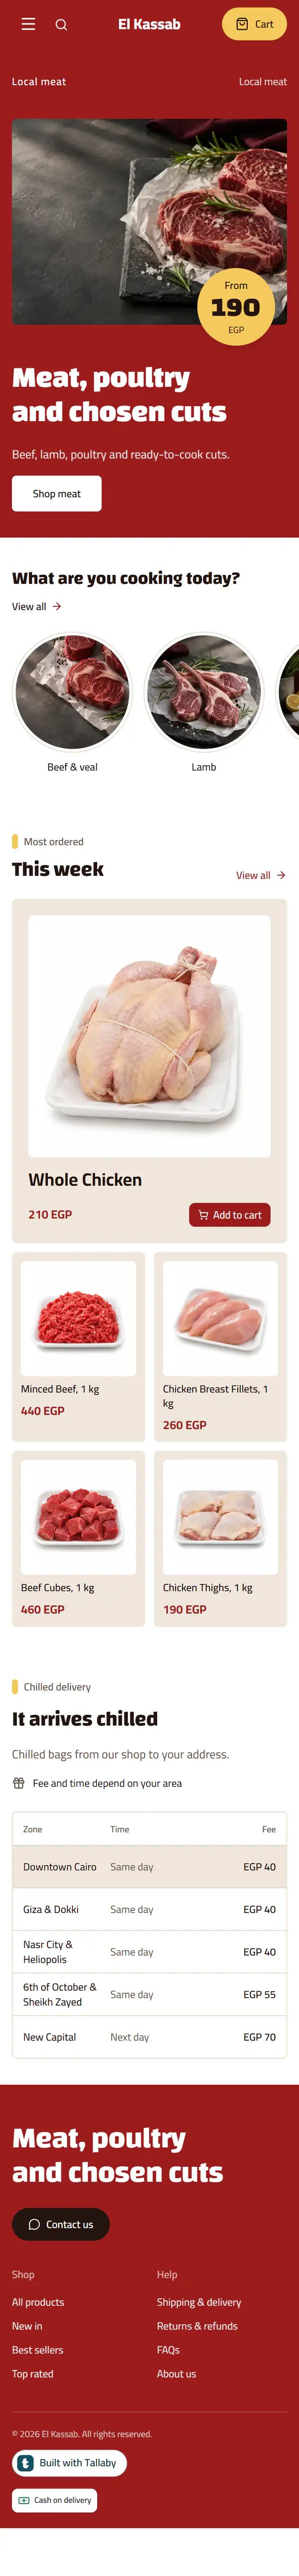 El Kassab
Cart
Local meat
Local meat
From
190
EGP
Meat, poultry
and chosen cuts
Beef, lamb, poultry and ready-to-cook cuts.
Shop meat
What are you cooking today?
View all
Beef & veal
Lamb
Most ordered
This week
View all
Whole Chicken
210 EGP
Add to cart
Minced Beef, 1 kg
440 EGP
Chicken Breast Fillets, 1
kg
260 EGP
Beef Cubes, 1 kg
460 EGP
Chicken Thighs, 1 kg
190 EGP
Chilled delivery
It arrives chilled
Chilled bags from our shop to your address.
Fee and time depend on your area
Zone Time Fee
Downtown Cairo Same day EGP 40
Giza & Dokki Same day EGP 40
Nasr City &
Heliopolis Same day EGP 40
6th of October &
Sheikh Zayed Same day EGP 55
New Capital Next day EGP 70
Meat, poultry
and chosen cuts
Contact us
Shop
All products
New in
Best sellers
Top rated
Help
Shipping & delivery
Returns & refunds
FAQs
About us
© 2026 El Kassab. All rights reserved.
Built with Tallaby
Cash on delivery